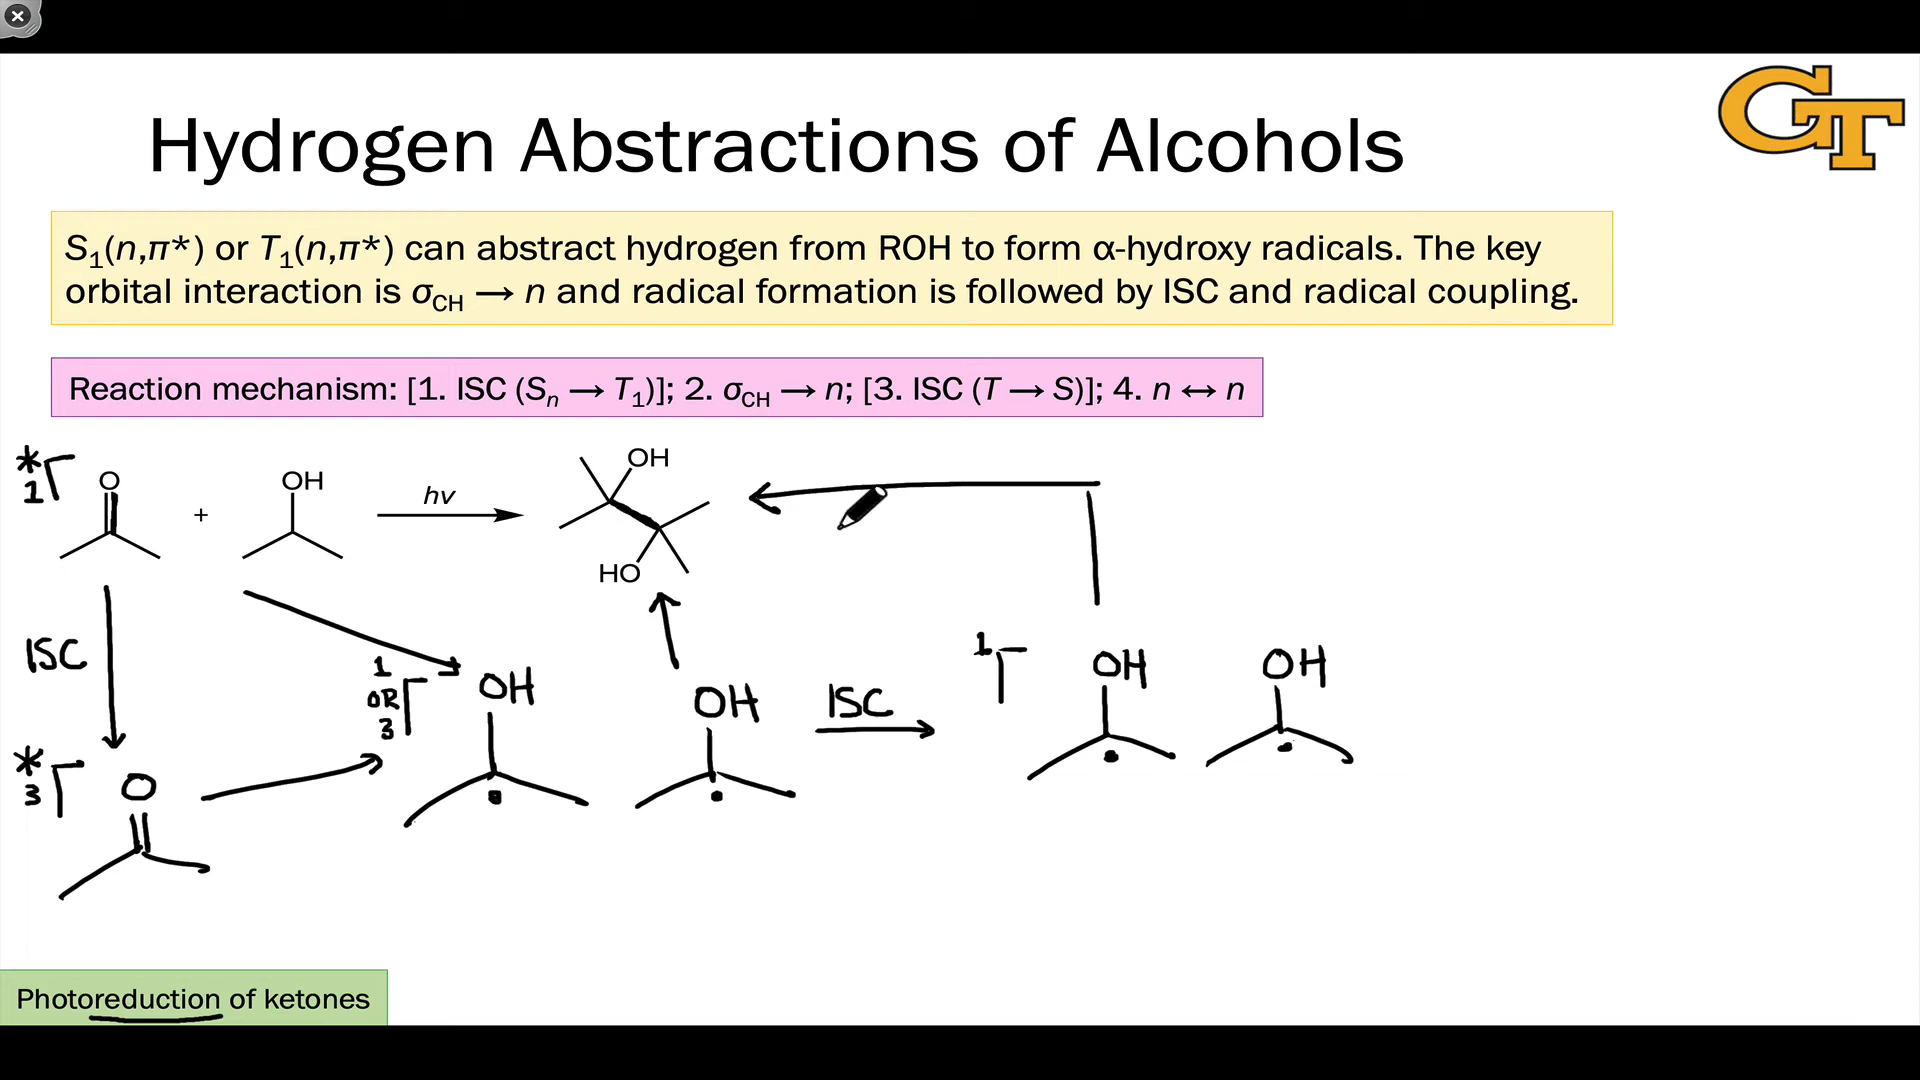 GT
Hydrogen Abstractions of Alcohols
S₁(n,π*) or T₁(n,π*) can abstract hydrogen from ROH to form α-hydroxy radicals. The key
orbital interaction is σ_CH → n and radical formation is followed by ISC and radical coupling.
Reaction mechanism: [1. ISC (Sₙ → T₁)]; 2. σ_CH → n; [3. ISC (T → S)]; 4. n ↔ n
*
1
O
+
OH
hν
OH
HO
ISC
1
OR
3
OH
OH
ISC
1
OH
OH
*
3
O
Photoreduction of ketones